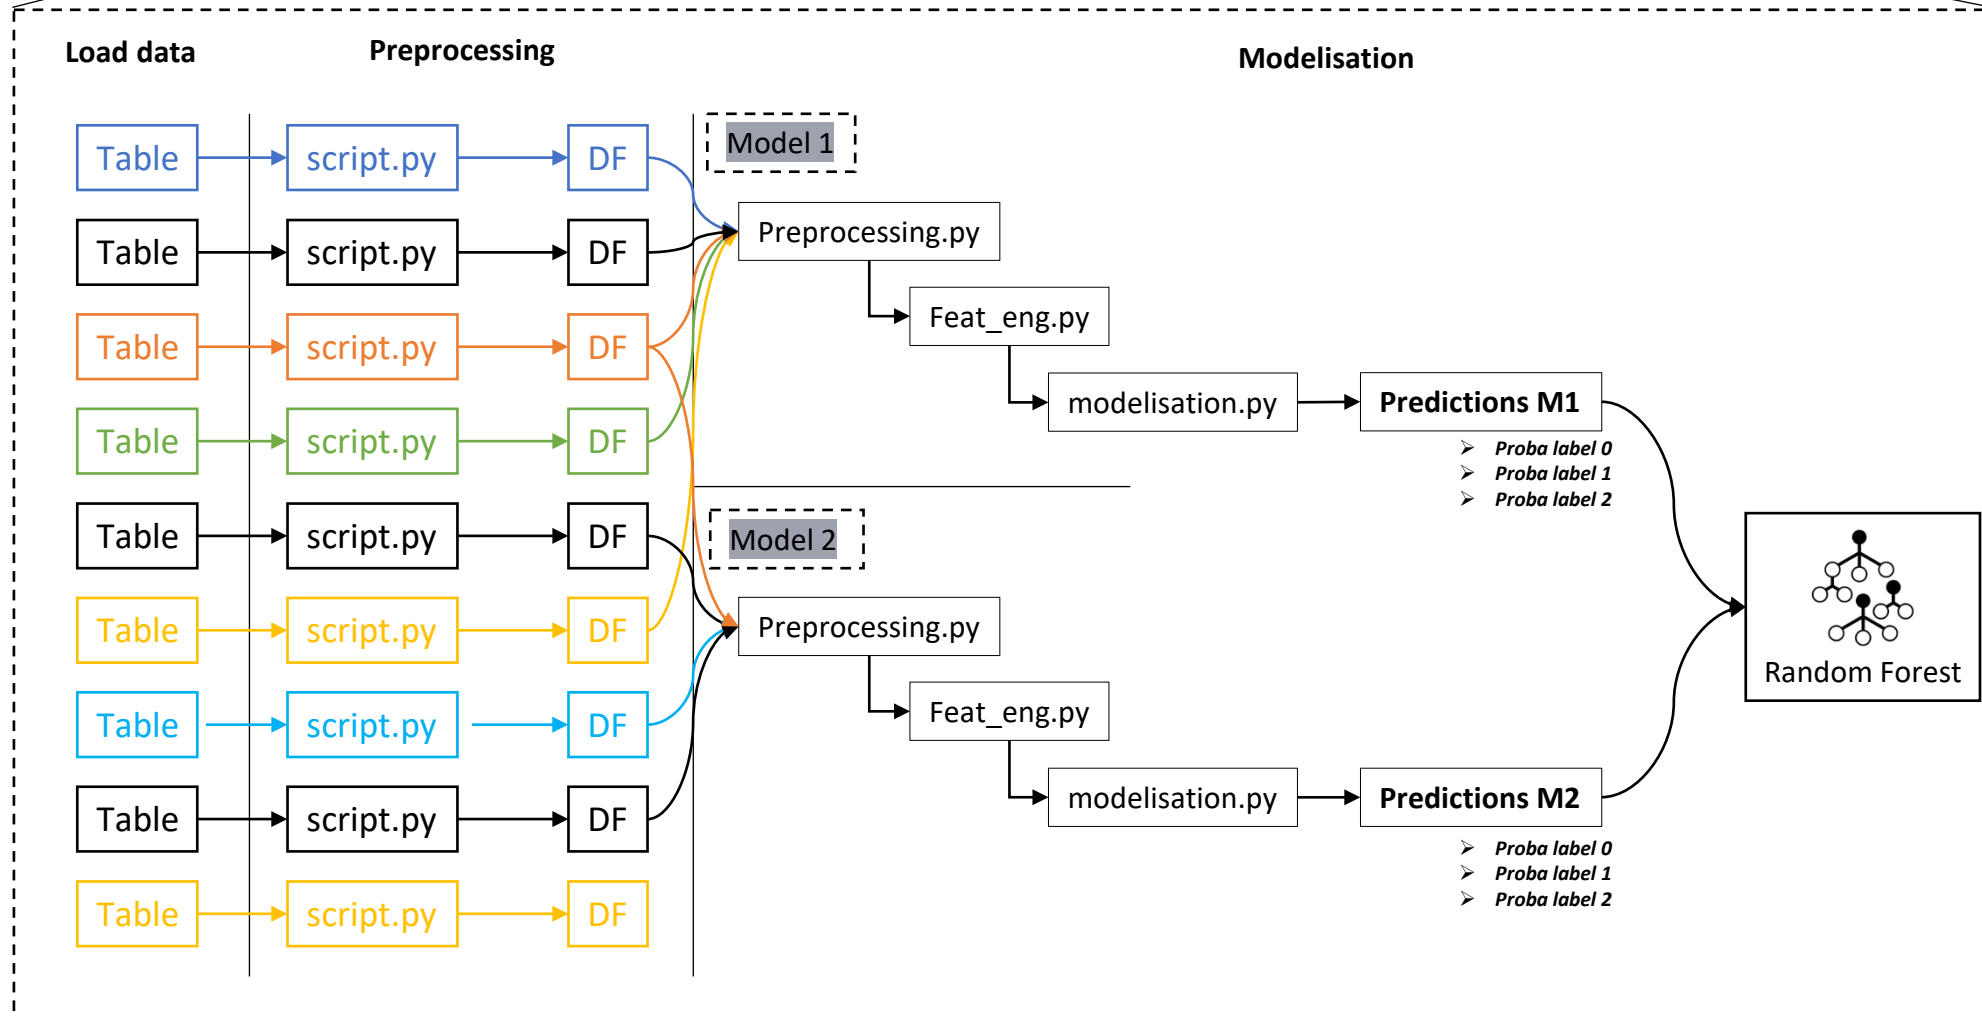 Load data
Preprocessing
Modelisation
Table
script.py
DF
Table
script.py
DF
Table
script.py
DF
Table
script.py
DF
Table
script.py
DF
Table
script.py
DF
Table
script.py
DF
Table
script.py
DF
Table
script.py
DF
Model 1
Preprocessing.py
Feat_eng.py
modelisation.py
Predictions M1
Proba label 0
Proba label 1
Proba label 2
Model 2
Preprocessing.py
Feat_eng.py
modelisation.py
Predictions M2
Proba label 0
Proba label 1
Proba label 2
Random Forest